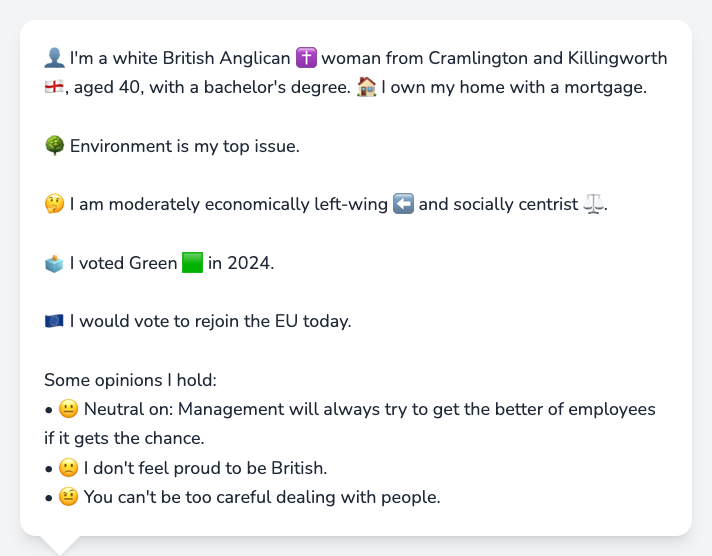 👤 I'm a white British Anglican ✝️ woman from Cramlington and Killingworth
🏴󠁧󠁢󠁥󠁮󠁧󠁿, aged 40, with a bachelor's degree. 🏠 I own my home with a mortgage.
🌳 Environment is my top issue.
🤔 I am moderately economically left-wing ⬅️ and socially centrist ⚖️.
🗳️ I voted Green 🟩 in 2024.
🇪🇺 I would vote to rejoin the EU today.
Some opinions I hold:
• 😐 Neutral on: Management will always try to get the better of employees
if it gets the chance.
• 🙁 I don't feel proud to be British.
• 🤨 You can't be too careful dealing with people.